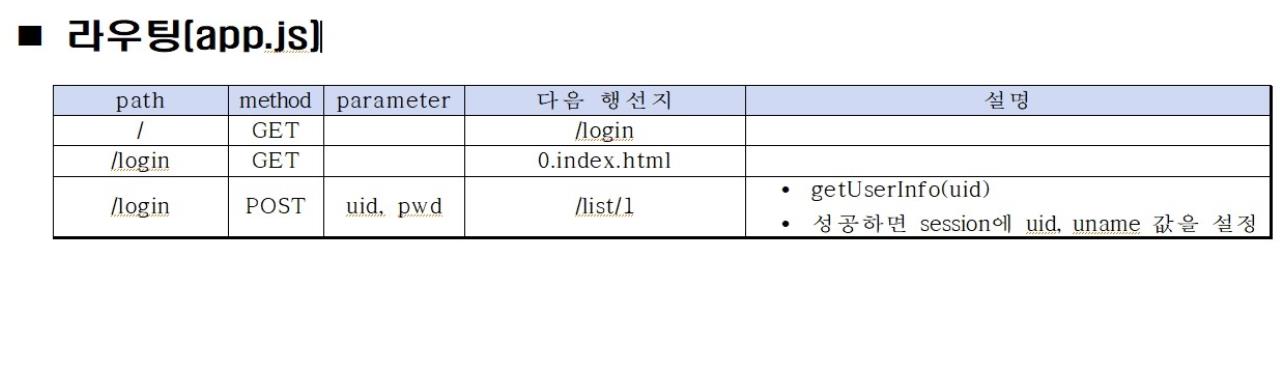 ■ 라우팅(app.js)
path method parameter 다음 행선지 설명
/ GET /login
/login GET 0.index.html
/login POST uid, pwd /list/1
• getUserInfo(uid)
• 성공하면 session에 uid, uname 값을 설정